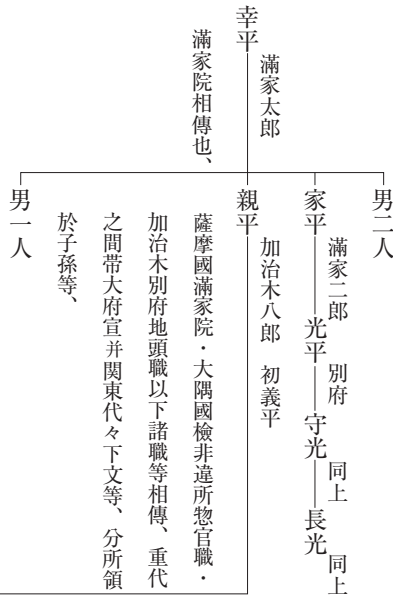 男二人
家平 滿家二郎 光平 別府 守光 同上 長光 同上
幸平 滿家太郎
滿家院相傳也、
親平 加治木八郎 初義平
薩摩國滿家院・大隅國檢非違所惣官職・
加治木別府地頭職以下諸職等相傳、重代
之間帯大府宣并関東代々下文等、分所領
於子孫等、
男一人